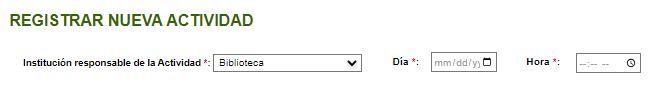 REGISTRAR NUEVA ACTIVIDAD
Institución responsable de la Actividad *: Biblioteca Día *: mm/dd/yy Hora *: --:-- --